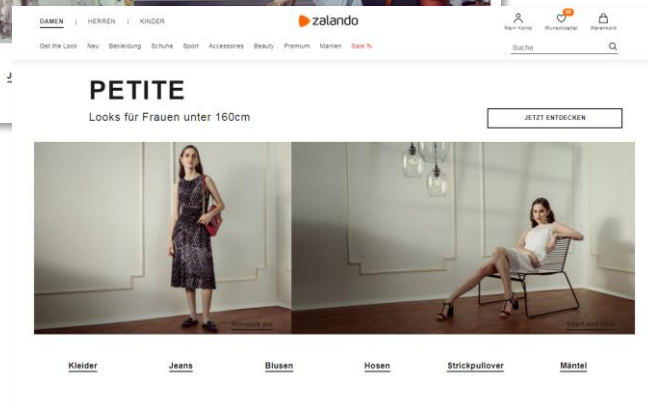 DAMEN | HERREN | KINDER
zalando
Mein Konto Wunschzettel Warenkorb
Get the Look Neu Bekleidung Schuhe Sport Accessoires Beauty Premium Marken Sale %
Suche
PETITE
Looks für Frauen unter 160cm
JETZT ENTDECKEN
Kleider Jeans Blusen Hosen Strickpullover Mäntel